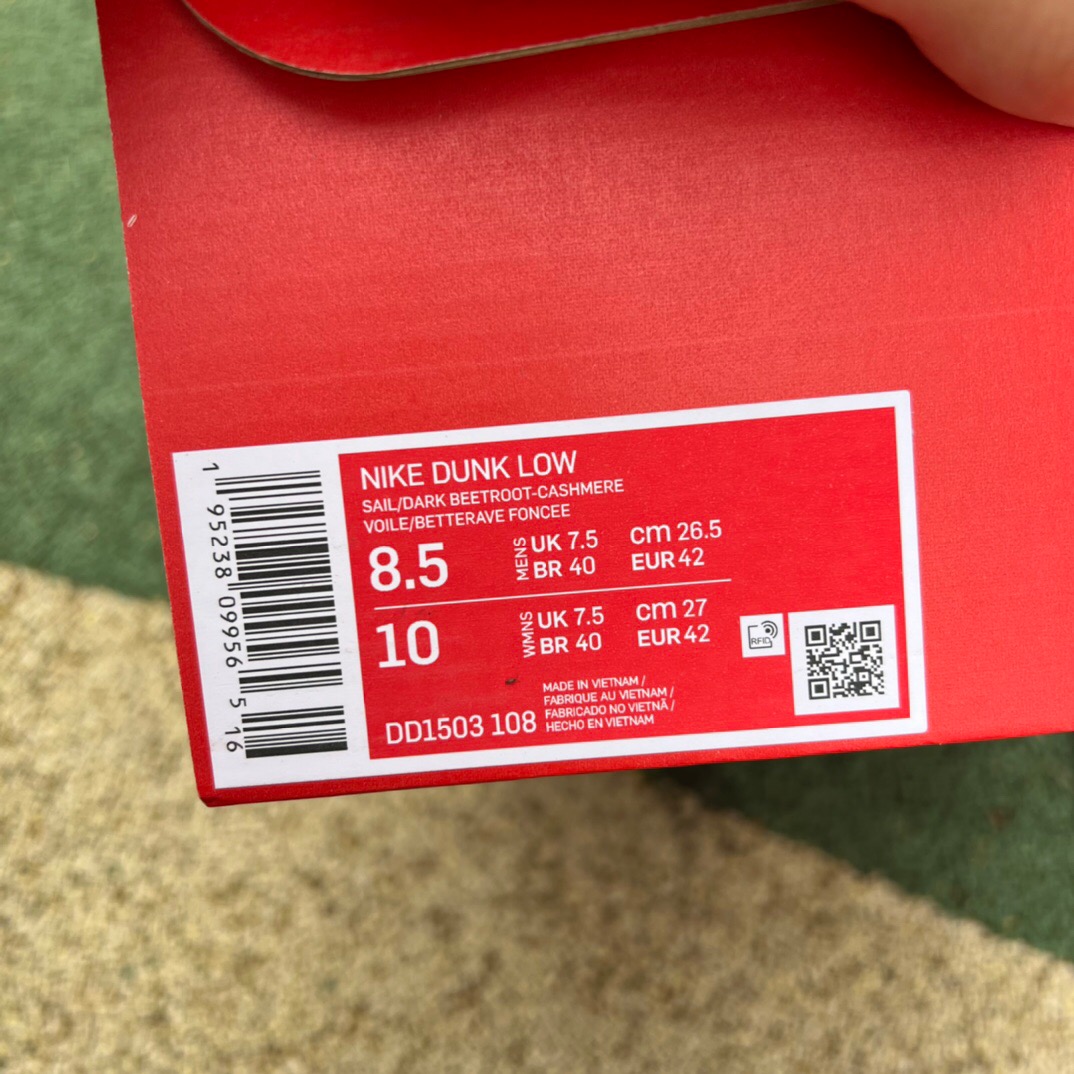 NIKE DUNK LOW
SAIL/DARK BEETROOT-CASHMERE
VOILE/BETTERAVE FONCEE
8.5 MENS UK 7.5 cm 26.5
BR 40 EUR 42
10 WMNS UK 7.5 cm 27
BR 40 EUR 42
RFID
DD1503 108
MADE IN VIETNAM /
FABRIQUE AU VIETNAM /
FABRICADO NO VIETNÃ /
HECHO EN VIETNAM
1 95238 09956 5 16